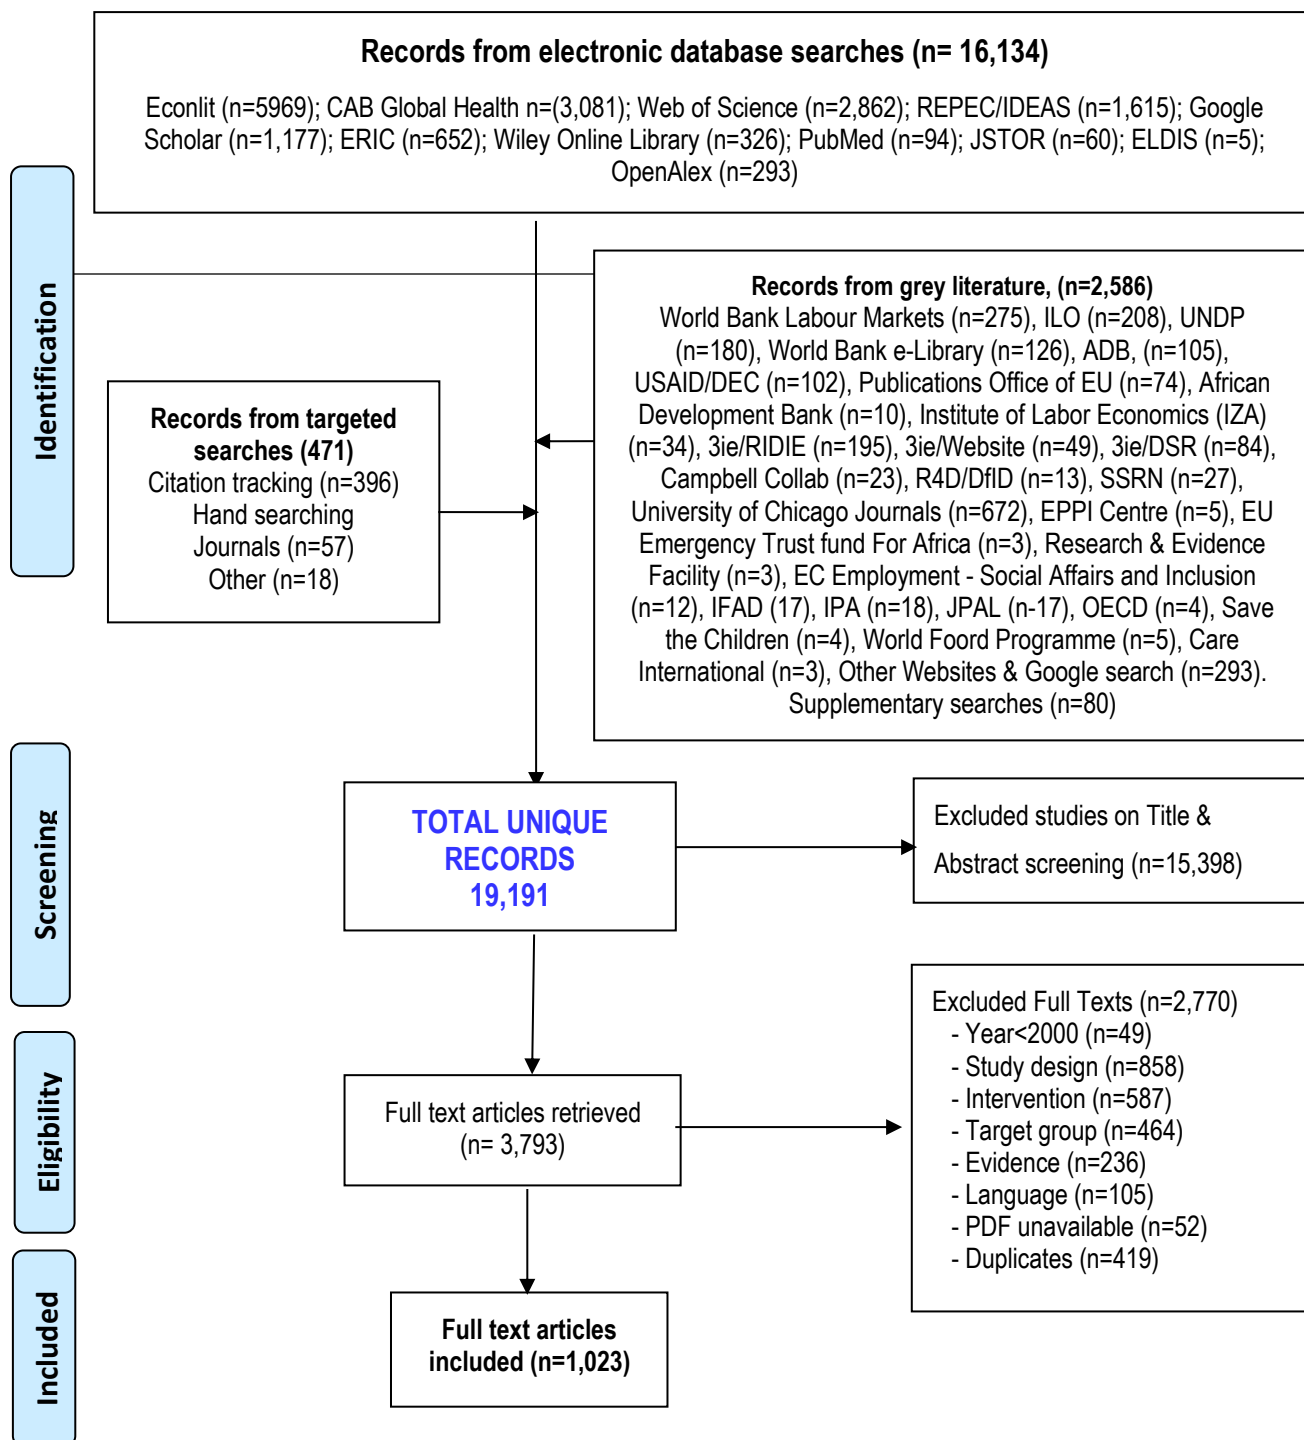 Records from electronic database searches (n= 16,134)
Econlit (n=5969); CAB Global Health n=(3,081); Web of Science (n=2,862); REPEC/IDEAS (n=1,615); Google
Scholar (n=1,177); ERIC (n=652); Wiley Online Library (n=326); PubMed (n=94); JSTOR (n=60); ELDIS (n=5);
OpenAlex (n=293)
Identification
Records from grey literature, (n=2,586)
World Bank Labour Markets (n=275), ILO (n=208), UNDP
(n=180), World Bank e-Library (n=126), ADB, (n=105),
USAID/DEC (n=102), Publications Office of EU (n=74), African
Development Bank (n=10), Institute of Labor Economics (IZA)
(n=34), 3ie/RIDIE (n=195), 3ie/Website (n=49), 3ie/DSR (n=84),
Campbell Collab (n=23), R4D/DfID (n=13), SSRN (n=27),
University of Chicago Journals (n=672), EPPI Centre (n=5), EU
Emergency Trust fund For Africa (n=3), Research & Evidence
Facility (n=3), EC Employment - Social Affairs and Inclusion
(n=12), IFAD (17), IPA (n=18), JPAL (n-17), OECD (n=4), Save
the Children (n=4), World Foord Programme (n=5), Care
International (n=3), Other Websites & Google search (n=293).
Supplementary searches (n=80)
Records from targeted
searches (471)
Citation tracking (n=396)
Hand searching
Journals (n=57)
Other (n=18)
Screening
TOTAL UNIQUE
RECORDS
19,191
Excluded studies on Title &
Abstract screening (n=15,398)
Eligibility
Full text articles retrieved
(n= 3,793)
Excluded Full Texts (n=2,770)
- Year<2000 (n=49)
- Study design (n=858)
- Intervention (n=587)
- Target group (n=464)
- Evidence (n=236)
- Language (n=105)
- PDF unavailable (n=52)
- Duplicates (n=419)
Included
Full text articles
included (n=1,023)